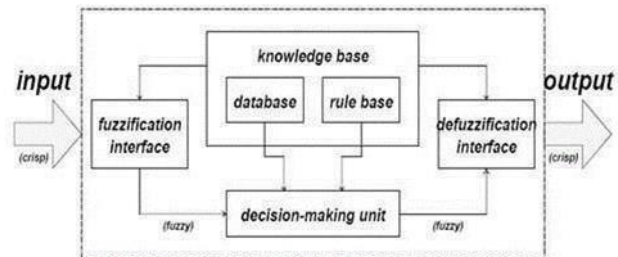 input
(crisp)
knowledge base
database
rule base
fuzzification
interface
defuzzification
interface
decision-making unit
(fuzzy)
(fuzzy)
output
(crisp)